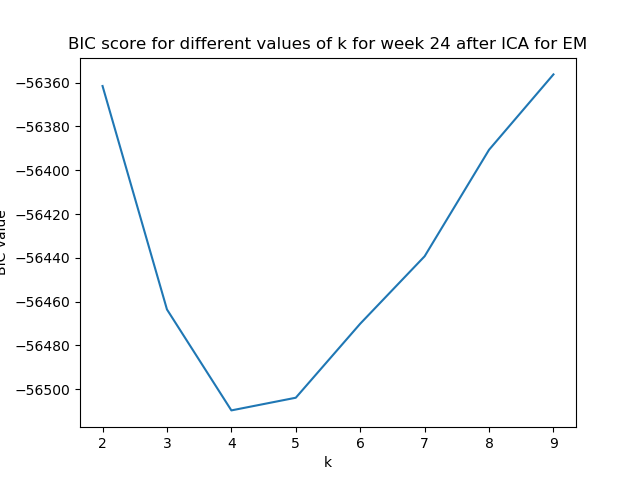 BIC score for different values of k for week 24 after ICA for EM
−56360
−56380
−56400
−56420
−56440
−56460
−56480
−56500
BIC value
2 3 4 5 6 7 8 9
k